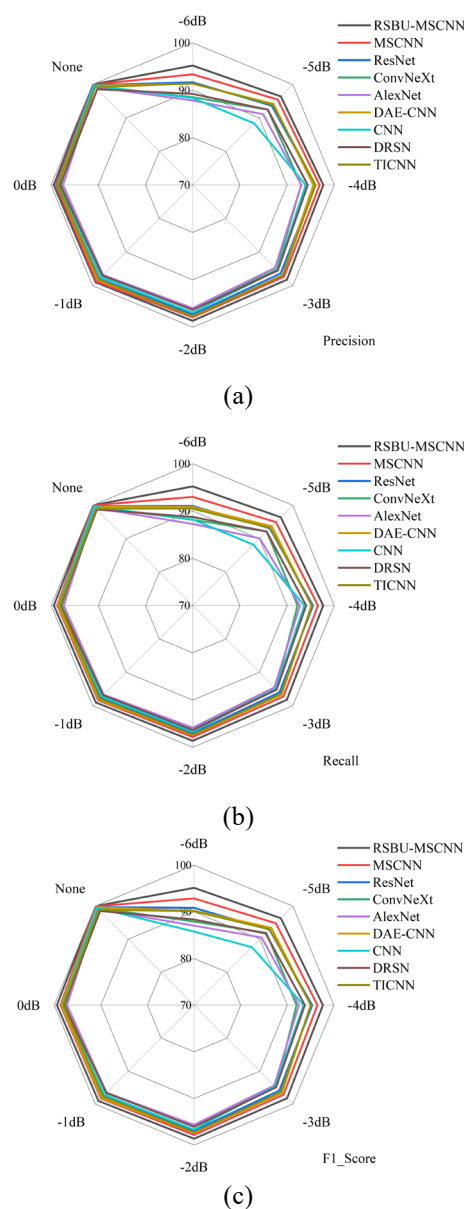 -6dB
100
90
80
70
-5dB
-4dB
-3dB
-2dB
-1dB
0dB
None
RSBU-MSCNN
MSCNN
ResNet
ConvNeXt
AlexNet
DAE-CNN
CNN
DRSN
TICNN
Precision
(a)
-6dB
100
90
80
70
-5dB
-4dB
-3dB
-2dB
-1dB
0dB
None
RSBU-MSCNN
MSCNN
ResNet
ConvNeXt
AlexNet
DAE-CNN
CNN
DRSN
TICNN
Recall
(b)
-6dB
100
90
80
70
-5dB
-4dB
-3dB
-2dB
-1dB
0dB
None
RSBU-MSCNN
MSCNN
ResNet
ConvNeXt
AlexNet
DAE-CNN
CNN
DRSN
TICNN
F1_Score
(c)